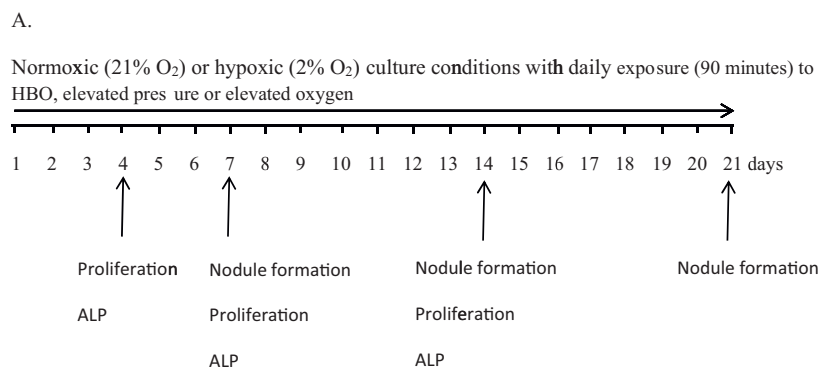 A.
Normoxic (21% O₂) or hypoxic (2% O₂) culture conditions with daily exposure (90 minutes) to
HBO, elevated pres ure or elevated oxygen
1 2 3 4 5 6 7 8 9 10 11 12 13 14 15 16 17 18 19 20 21 days
Proliferation Nodule formation Nodule formation Nodule formation
ALP Proliferation Proliferation
ALP ALP